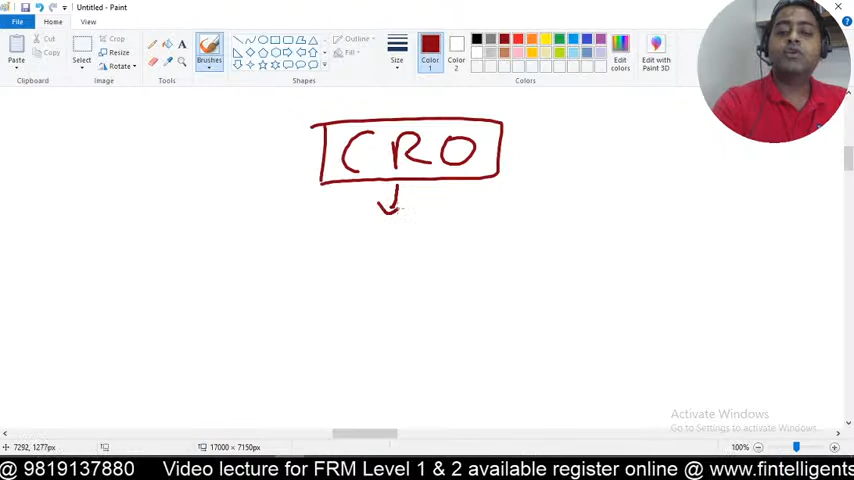 Untitled - Paint
File Home View
Paste
Cut
Copy
Clipboard
Select
Crop
Resize
Rotate
Image
A
Tools
Brushes
Outline
Fill
Shapes
Size
Color 1
Color 2
Edit colors
Colors
Edit with Paint 3D
CRO
Activate Windows
Go to Settings to activate Windows.
7292, 1277px
17000 × 7150px
100%
@ 9819137880 Video lecture for FRM Level 1 & 2 available register online @ www.fintelligents